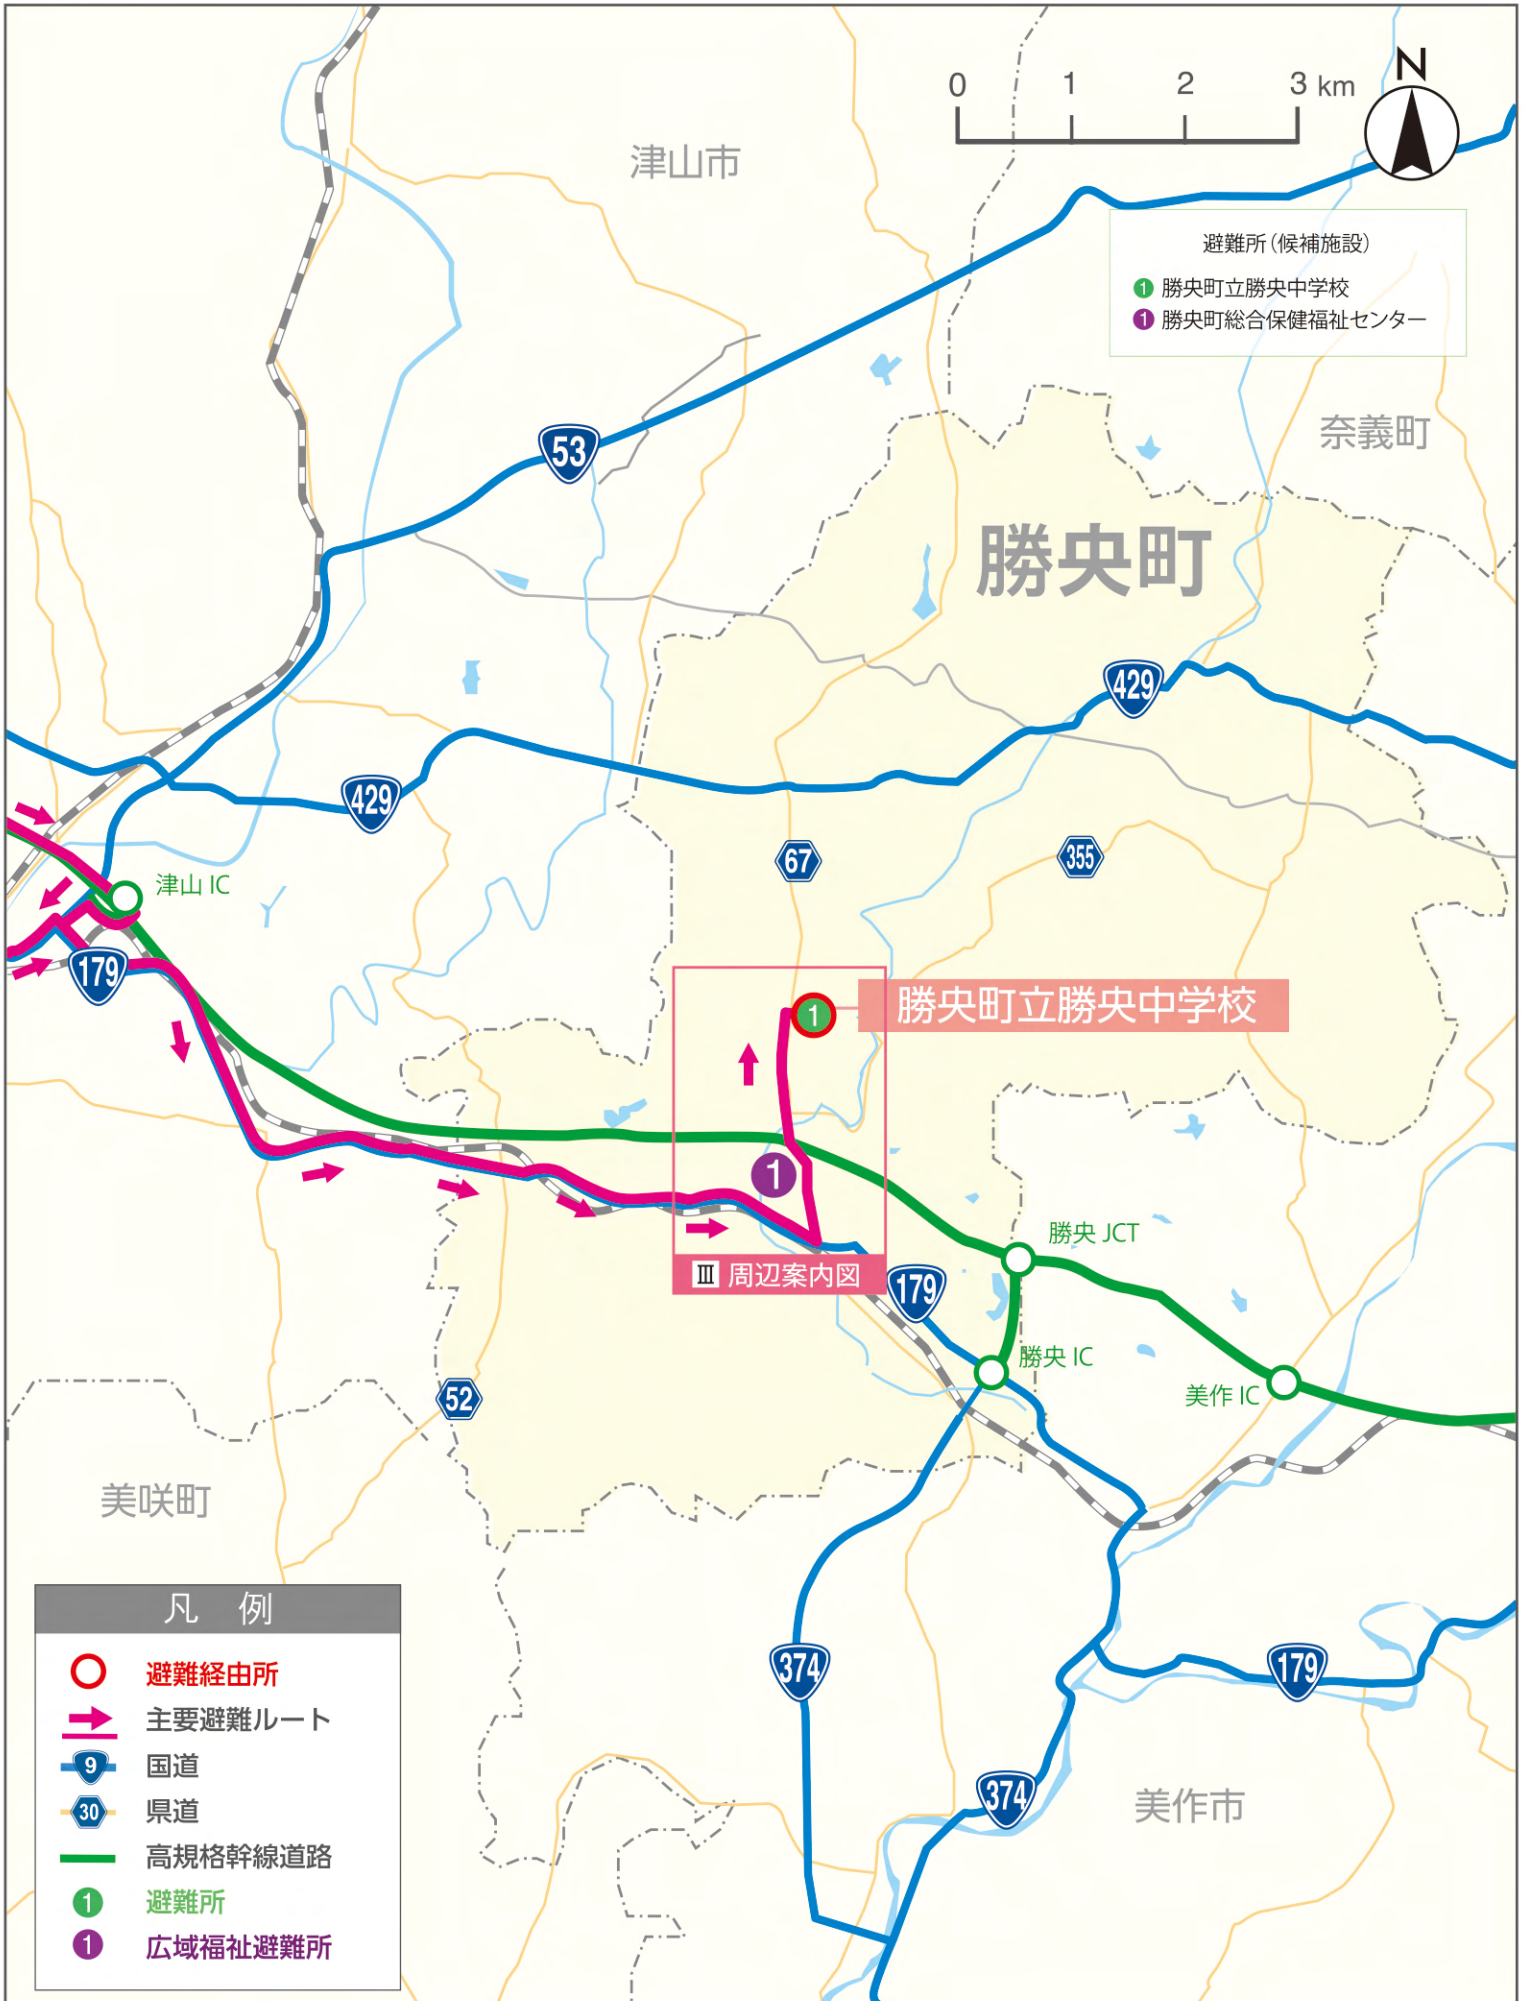 0 1 2 3 km
N
津山市
避難所（候補施設）
1 勝央町立勝央中学校
1 勝央町総合保健福祉センター
奈義町
53
勝央町
429
429
67
355
津山 IC
179
1
勝央町立勝央中学校
1
勝央 JCT
Ⅲ 周辺案内図
179
勝央 IC
美作 IC
52
美咲町
凡 例
避難経由所
主要避難ルート
9 国道
30 県道
高規格幹線道路
1 避難所
1 広域福祉避難所
374
179
374
美作市